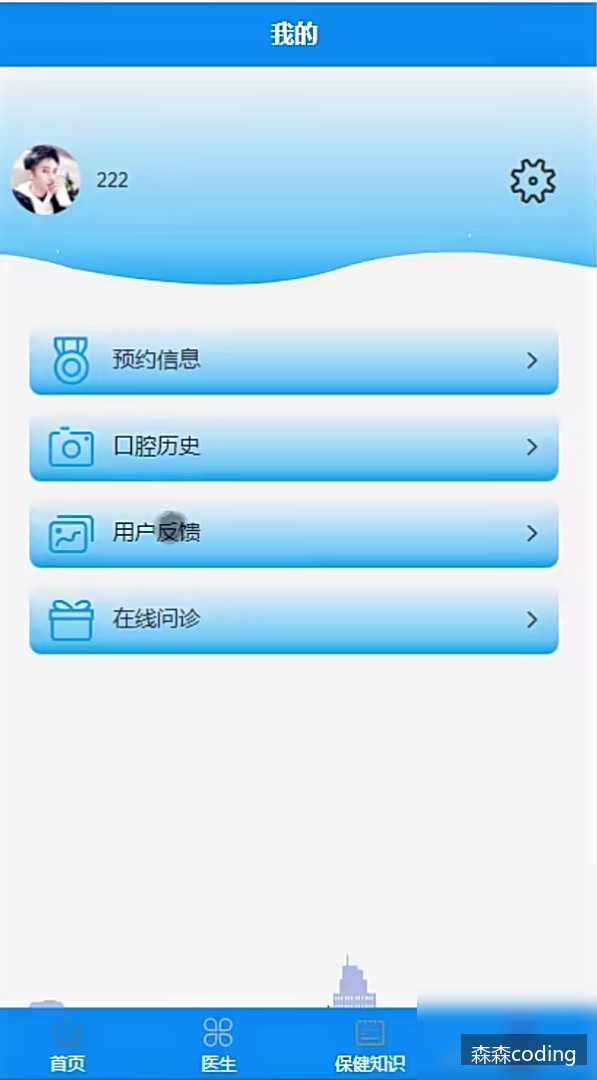 我的
222
预约信息
口腔历史
用户反馈
在线问诊
首页
医生
保健知识
森森coding